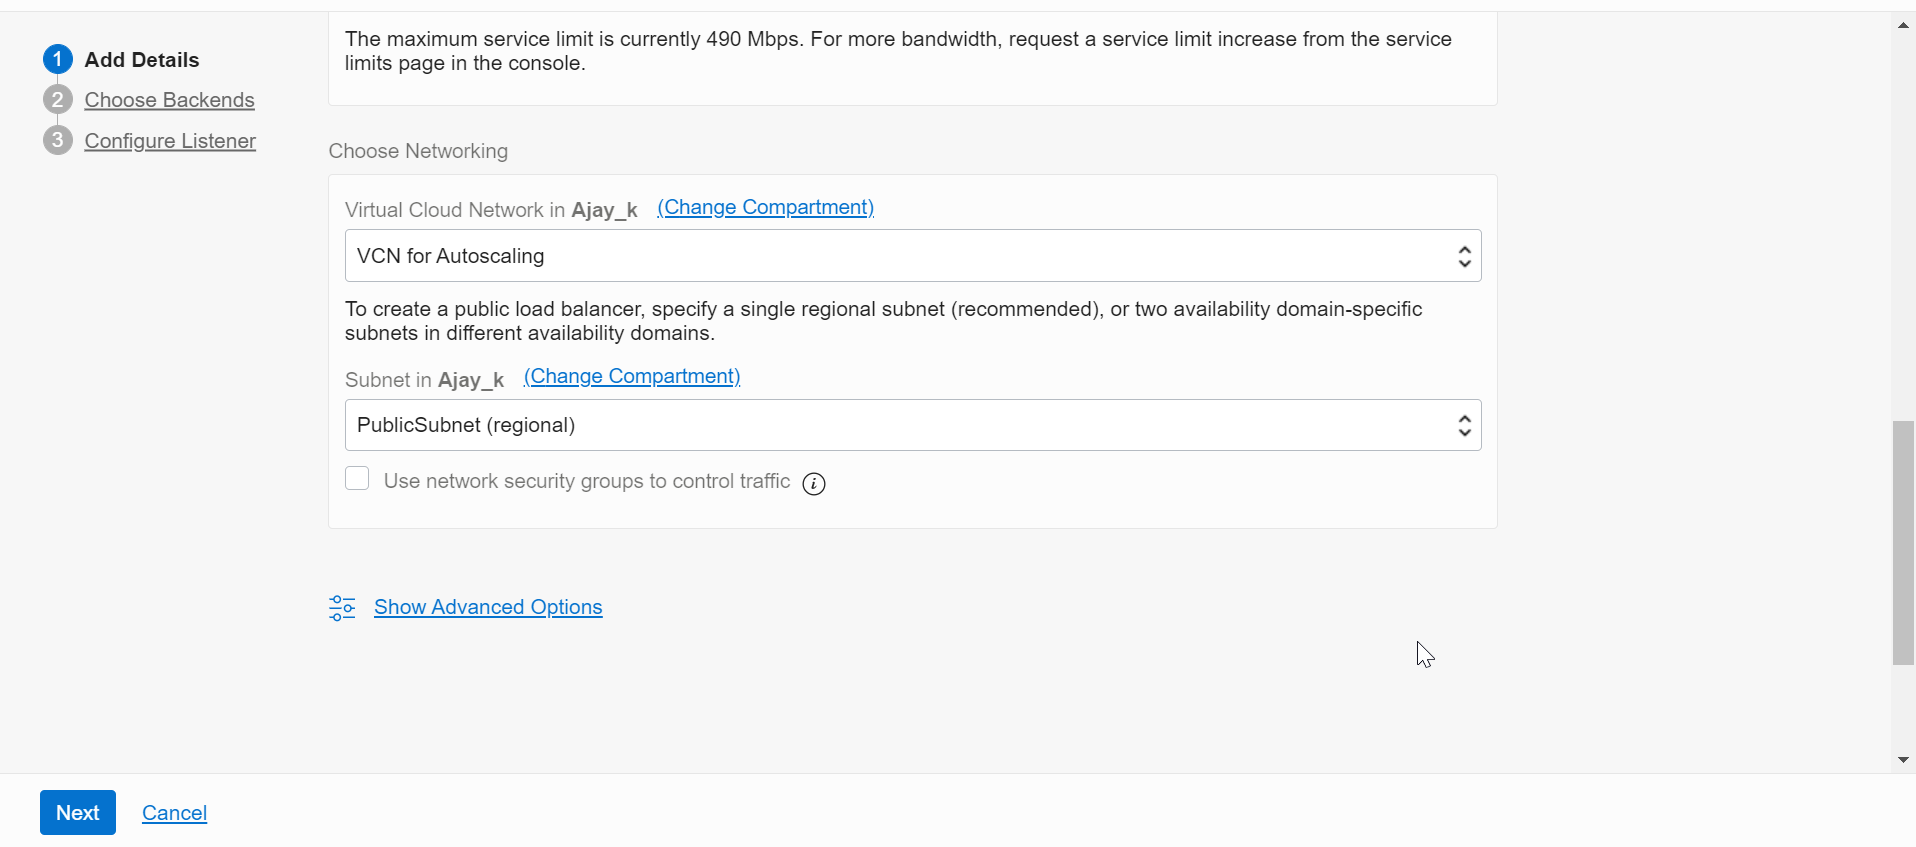 The maximum service limit is currently 490 Mbps. For more bandwidth, request a service limit increase from the service
limits page in the console.
1 Add Details
2 Choose Backends
3 Configure Listener
Choose Networking
Virtual Cloud Network in Ajay_k (Change Compartment)
VCN for Autoscaling
To create a public load balancer, specify a single regional subnet (recommended), or two availability domain-specific
subnets in different availability domains.
Subnet in Ajay_k (Change Compartment)
PublicSubnet (regional)
Use network security groups to control traffic i
Show Advanced Options
Next Cancel